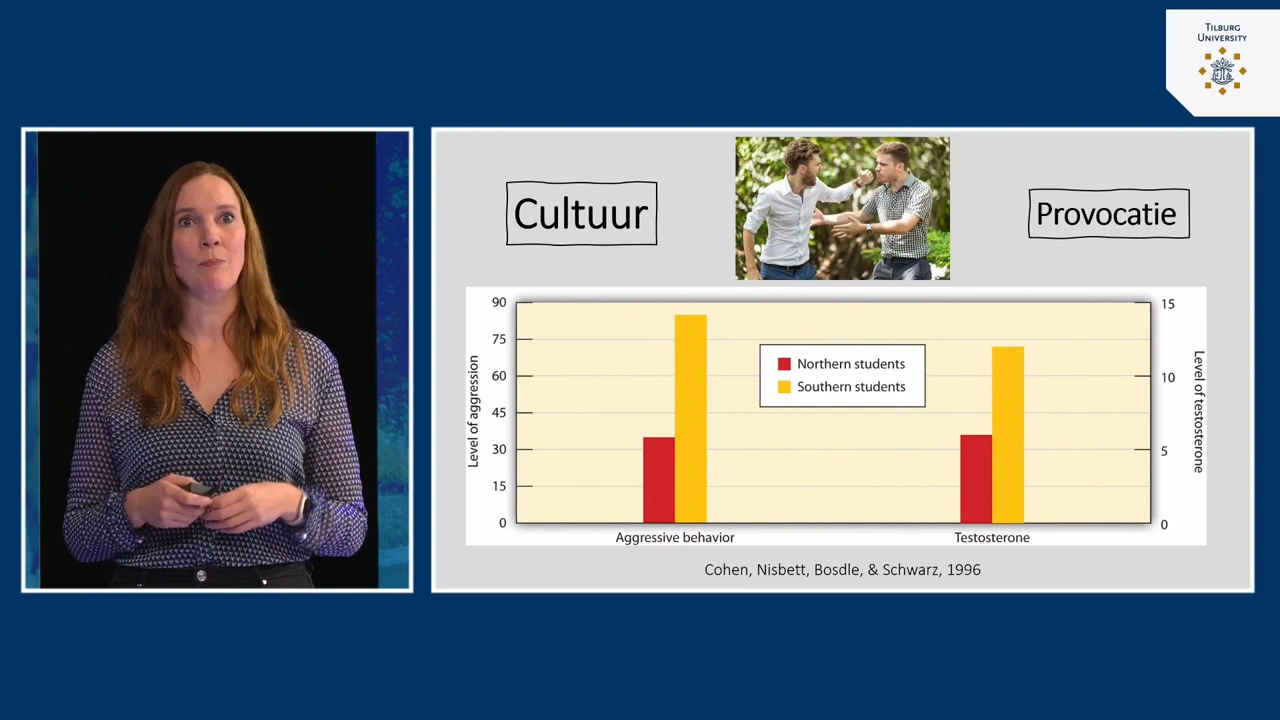 TILBURG
UNIVERSITY
Cultuur
Provocatie
90
75
60
45
30
15
0
Level of aggression
Northern students
Southern students
15
10
5
0
Level of testosterone
Aggressive behavior
Testosterone
Cohen, Nisbett, Bosdle, & Schwarz, 1996